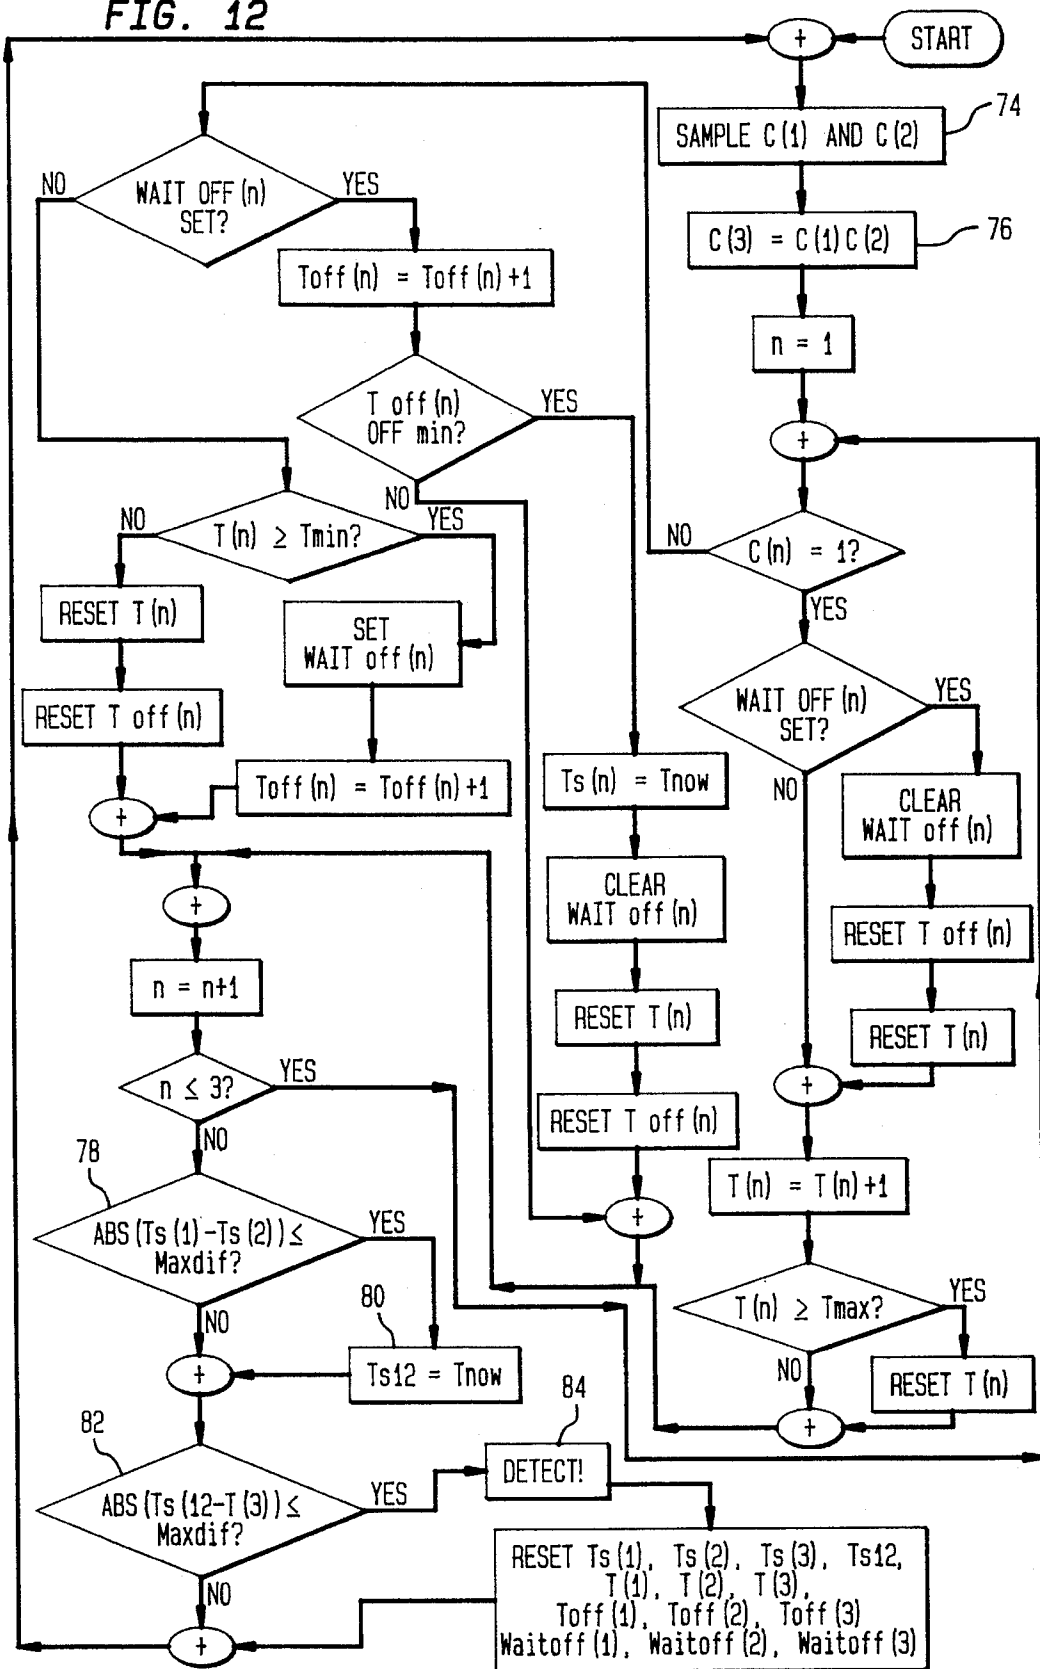 FIG. 12
+
START
SAMPLE C(1) AND C(2)
74
C(3) = C(1)C(2)
76
n = 1
+
C(n) = 1?
NO
YES
WAIT OFF(n)
SET?
YES
NO
CLEAR
WAIT off(n)
RESET T off(n)
RESET T(n)
+
T(n) = T(n)+1
T(n) ≥ Tmax?
YES
NO
RESET T(n)
+
WAIT OFF(n)
SET?
NO
YES
Toff(n) = Toff(n)+1
T off(n)
OFF min?
YES
NO
T(n) ≥ Tmin?
NO
YES
RESET T(n)
RESET T off(n)
SET
WAIT off(n)
Toff(n) = Toff(n)+1
+
Ts(n) = Tnow
CLEAR
WAIT off(n)
RESET T(n)
RESET T off(n)
+
+
n = n+1
n ≤ 3?
YES
NO
78
ABS(Ts(1)-Ts(2))≤
Maxdif?
YES
NO
80
Ts12 = Tnow
+
82
ABS(Ts(12-T(3))≤
Maxdif?
YES
NO
84
DETECT!
RESET Ts(1), Ts(2), Ts(3), Ts12,
T(1), T(2), T(3),
Toff(1), Toff(2), Toff(3)
Waitoff(1), Waitoff(2), Waitoff(3)
+